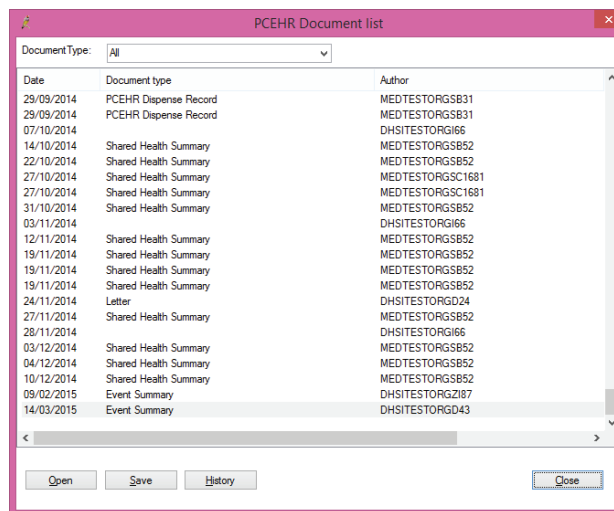 PCEHR Document list
DocumentType: All
Date Document type Author
29/09/2014 PCEHR Dispense Record MEDTESTORGSB31
29/09/2014 PCEHR Dispense Record MEDTESTORGSB31
07/10/2014 DHSITESTORGI66
14/10/2014 Shared Health Summary MEDTESTORGSB52
22/10/2014 Shared Health Summary MEDTESTORGSB52
27/10/2014 Shared Health Summary MEDTESTORGSC1681
27/10/2014 Shared Health Summary MEDTESTORGSC1681
31/10/2014 Shared Health Summary MEDTESTORGSB52
03/11/2014 DHSITESTORGI66
12/11/2014 Shared Health Summary MEDTESTORGSB52
19/11/2014 Shared Health Summary MEDTESTORGSB52
19/11/2014 Shared Health Summary MEDTESTORGSB52
19/11/2014 Shared Health Summary MEDTESTORGSB52
24/11/2014 Letter DHSITESTORGD24
27/11/2014 Shared Health Summary MEDTESTORGSB52
28/11/2014 DHSITESTORGI66
03/12/2014 Shared Health Summary MEDTESTORGSB52
04/12/2014 Shared Health Summary MEDTESTORGSB52
10/12/2014 Shared Health Summary MEDTESTORGSB52
09/02/2015 Event Summary DHSITESTORGZI87
14/03/2015 Event Summary DHSITESTORGD43
Open Save History Close